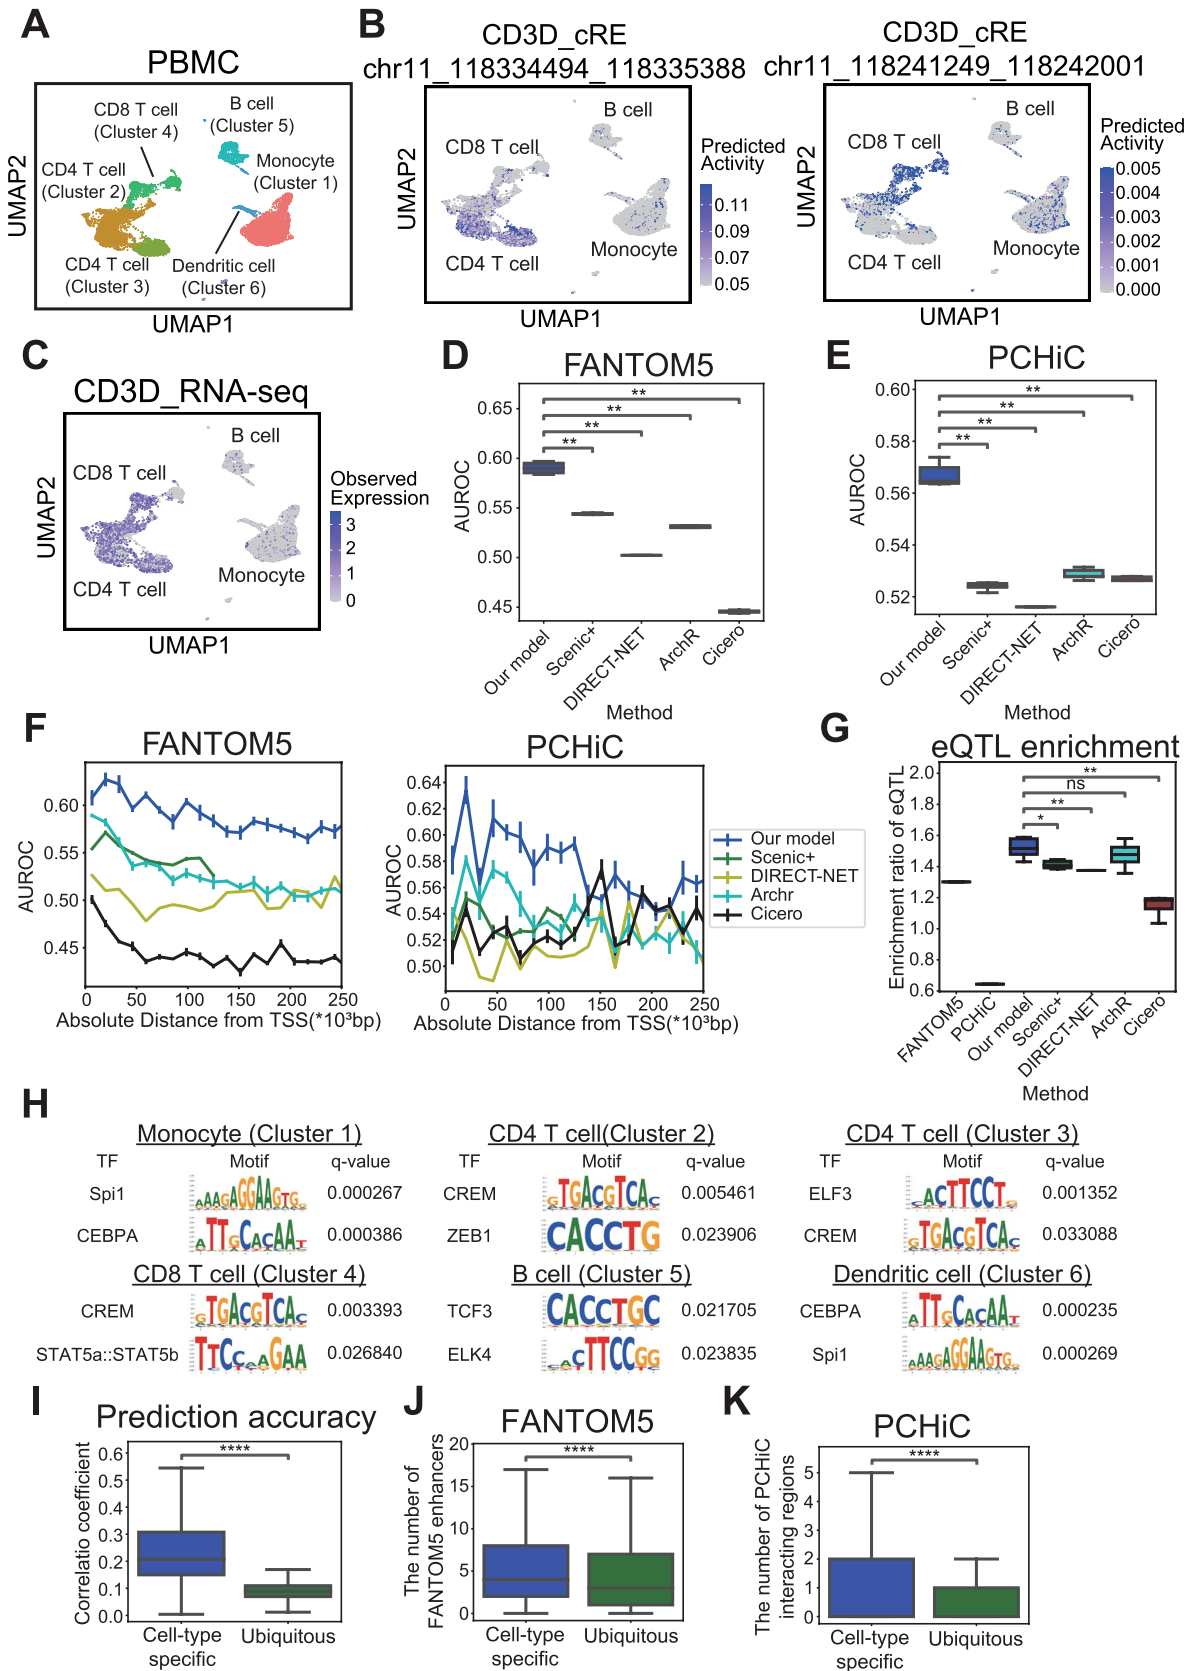 A
PBMC
CD8 T cell
(Cluster 4)
B cell
(Cluster 5)
CD4 T cell
(Cluster 2)
Monocyte
(Cluster 1)
CD4 T cell
(Cluster 3)
Dendritic cell
(Cluster 6)
UMAP2
UMAP1
B
CD3D_cRE
chr11_118334494_118335388
B cell
CD8 T cell
Monocyte
CD4 T cell
UMAP2
UMAP1
Predicted
Activity
0.11
0.09
0.07
0.05
CD3D_cRE
chr11_118241249_118242001
B cell
CD8 T cell
CD4 T cell
Monocyte
UMAP2
UMAP1
Predicted
Activity
0.005
0.004
0.003
0.002
0.001
0.000
C
CD3D_RNA-seq
B cell
CD8 T cell
Monocyte
CD4 T cell
UMAP2
UMAP1
Observed
Expression
3
2
1
0
D
FANTOM5
AUROC
0.65
0.60
0.55
0.50
0.45
**
**
**
**
Our model
Scenic+
DIRECT-NET
ArchR
Cicero
Method
E
PCHiC
AUROC
0.60
0.58
0.56
0.54
0.52
**
**
**
**
Our model
Scenic+
DIRECT-NET
ArchR
Cicero
Method
F
FANTOM5
AUROC
0.60
0.55
0.50
0.45
0 50 100 150 200 250
Absolute Distance from TSS(*10³bp)
PCHiC
AUROC
0.64
0.62
0.60
0.58
0.56
0.54
0.52
0.50
0 50 100 150 200 250
Absolute Distance from TSS(*10³bp)
Our model
Scenic+
DIRECT-NET
Archr
Cicero
G
eQTL enrichment
Enrichment ratio of eQTL
2.0
1.8
1.6
1.4
1.2
1.0
0.8
0.6
**
ns
**
*
FANTOM5
PCHiC
Our model
Scenic+
DIRECT-NET
ArchR
Cicero
Method
H
Monocyte (Cluster 1)
TF Motif q-value
Spi1 AAAGAGGAAGTG 0.000267
CEBPA ATTGCACAAT 0.000386
CD4 T cell(Cluster 2)
TF Motif q-value
CREM GTGACGTCAC 0.005461
ZEB1 CACCTG 0.023906
CD4 T cell (Cluster 3)
TF Motif q-value
ELF3 CACTTCCTG 0.001352
CREM GTGACGTCAC 0.033088
CD8 T cell (Cluster 4)
CREM GTGACGTCAC 0.003393
STAT5a::STAT5b TTCCAAGAA 0.026840
B cell (Cluster 5)
TCF3 CACCTGC 0.021705
ELK4 CACTTCCGG 0.023835
Dendritic cell (Cluster 6)
CEBPA ATTGCACAAT 0.000235
Spi1 AAAGAGGAAGTG 0.000269
I
Prediction accuracy
Correlatio coefficient
0.6
0.5
0.4
0.3
0.2
0.1
0.0
****
Cell-type
specific
Ubiquitous
J
FANTOM5
The number of
FANTOM5 enhancers
20
15
10
5
0
****
Cell-type
specific
Ubiquitous
K
PCHiC
The number of PCHiC
interacting regions
5
4
3
2
1
0
****
Cell-type
specific
Ubiquitous